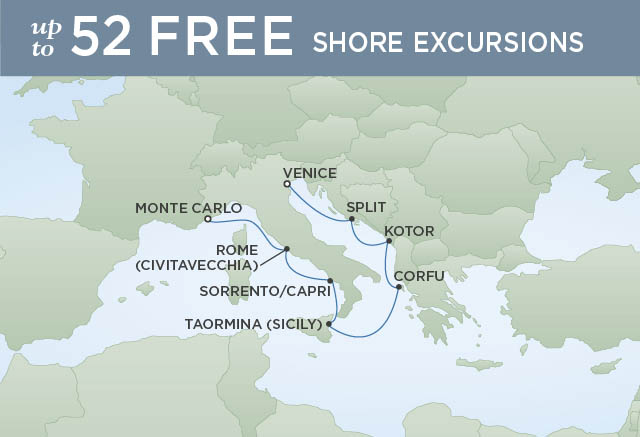 up to 52 FREE SHORE EXCURSIONS
VENICE
MONTE CARLO
SPLIT
KOTOR
ROME
(CIVITAVECCHIA)
CORFU
SORRENTO/CAPRI
TAORMINA (SICILY)